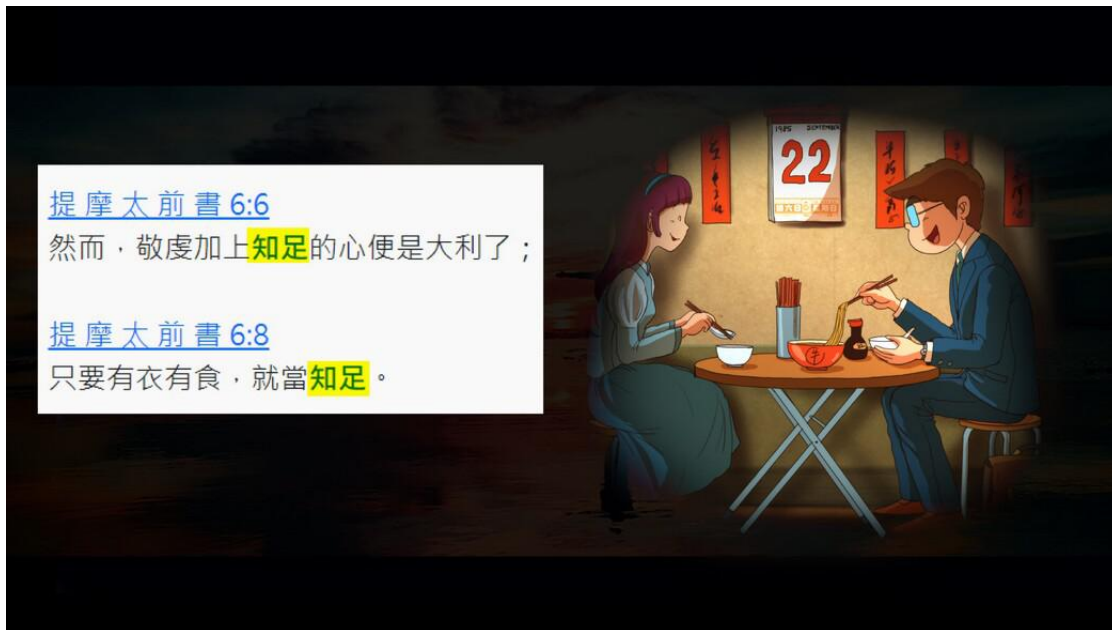 提摩太前書 6:6
然而，敬虔加上知足的心便是大利了；
提摩太前書 6:8
只要有衣有食，就當知足。
1985 SEPTEMBER
22